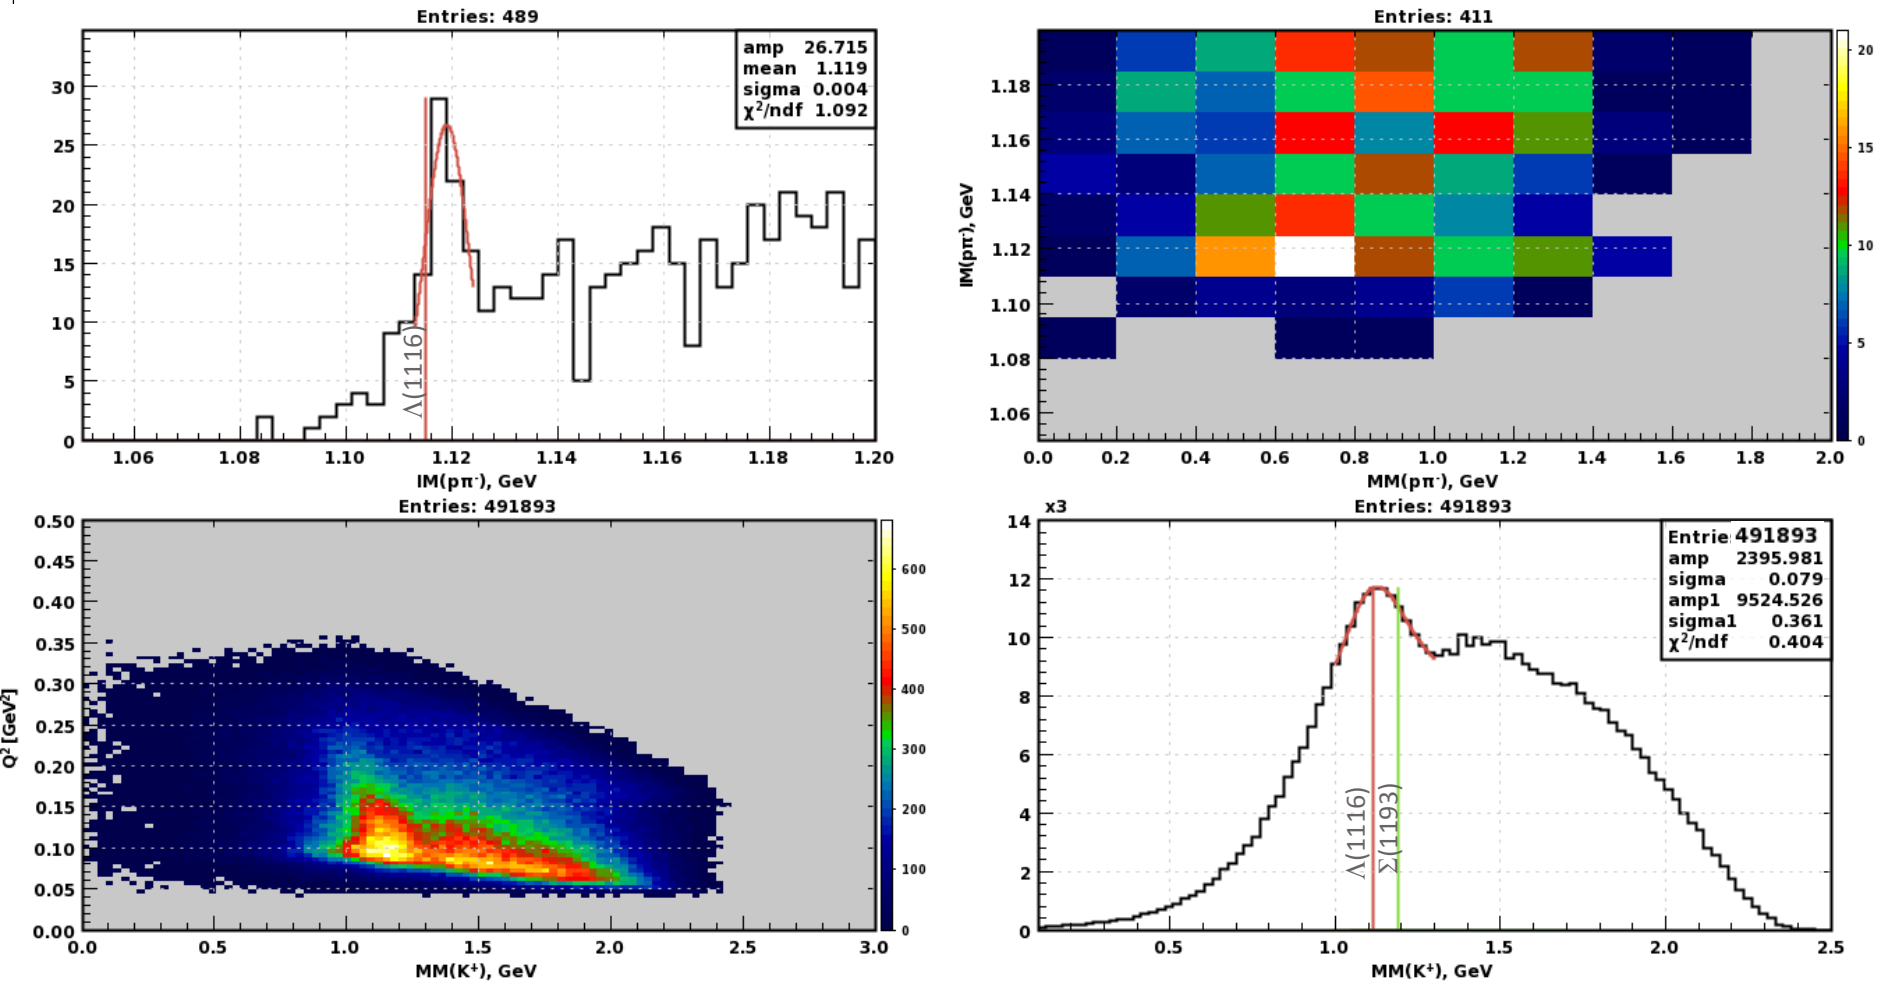 Entries: 489
amp 26.715
mean 1.119
sigma 0.004
χ²/ndf 1.092
30
25
20
15
10
5
0
Λ(1116)
1.06 1.08 1.10 1.12 1.14 1.16 1.18 1.20
IM(pπ⁻), GeV
Entries: 411
IM(pπ⁻), GeV
1.18
1.16
1.14
1.12
1.10
1.08
1.06
20
15
10
5
0
0.0 0.2 0.4 0.6 0.8 1.0 1.2 1.4 1.6 1.8 2.0
MM(pπ⁻), GeV
Entries: 491893
Q² [GeV²]
0.50
0.45
0.40
0.35
0.30
0.25
0.20
0.15
0.10
0.05
0.00
600
500
400
300
200
100
0
0.0 0.5 1.0 1.5 2.0 2.5 3.0
MM(K⁺), GeV
x3
Entries: 491893
Entrie 491893
amp 2395.981
sigma 0.079
amp1 9524.526
sigma1 0.361
χ²/ndf 0.404
14
12
10
8
6
4
2
0
Λ(1116)
Σ(1193)
0.5 1.0 1.5 2.0 2.5
MM(K⁺), GeV